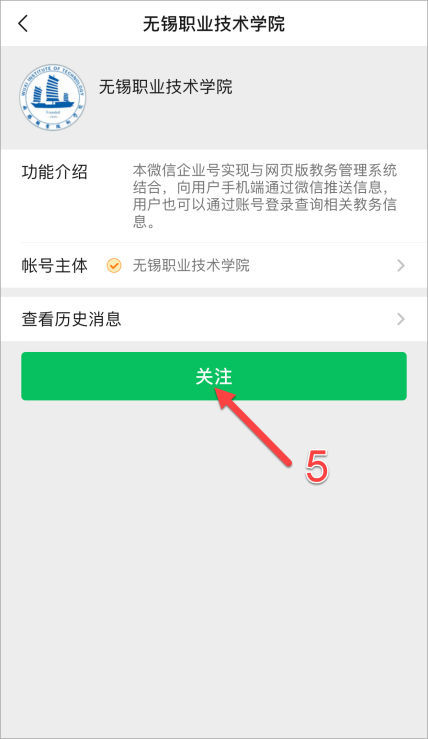 无锡职业技术学院
WUXI INSTITUTE OF TECHNOLOGY
无锡职业技术学院
功能介绍
本微信企业号实现与网页版教务管理系统
结合，向用户手机端通过微信推送信息，
用户也可以通过账号登录查询相关教务信
息。
帐号主体
无锡职业技术学院
查看历史消息
关注
5